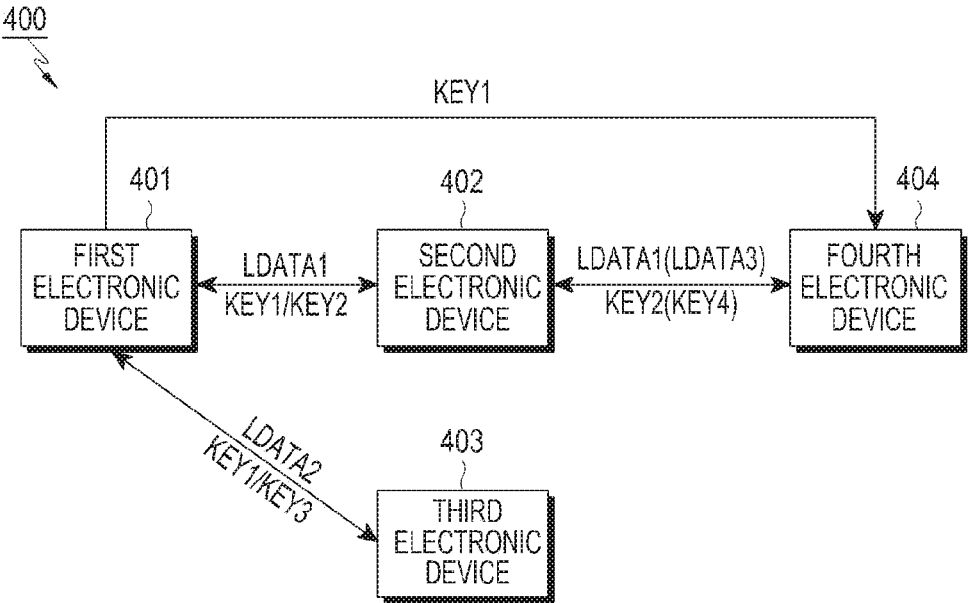 400
KEY1
401
402
404
FIRST
ELECTRONIC
DEVICE
LDATA1
KEY1/KEY2
SECOND
ELECTRONIC
DEVICE
LDATA1(LDATA3)
KEY2(KEY4)
FOURTH
ELECTRONIC
DEVICE
LDATA2
KEY1/KEY3
403
THIRD
ELECTRONIC
DEVICE